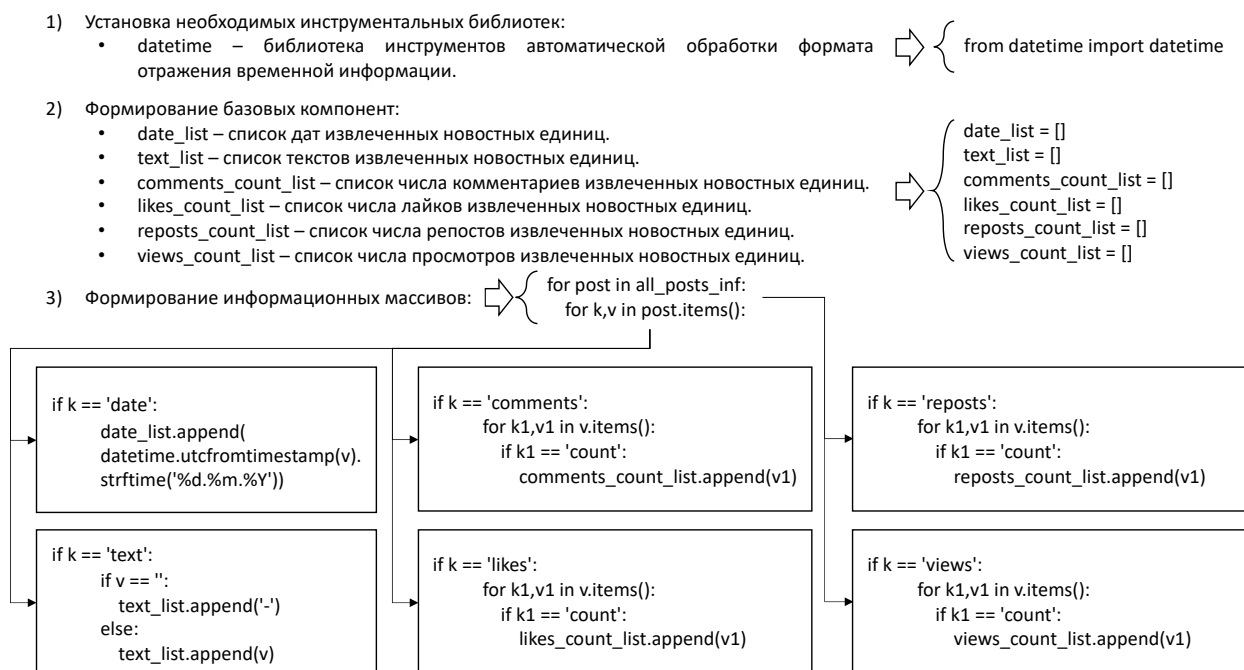 1) Установка необходимых инструментальных библиотек:
• datetime – библиотека инструментов автоматической обработки формата
отражения временной информации.
from datetime import datetime
2) Формирование базовых компонент:
• date_list – список дат извлеченных новостных единиц.
• text_list – список текстов извлеченных новостных единиц.
• comments_count_list – список числа комментариев извлеченных новостных единиц.
• likes_count_list – список числа лайков извлеченных новостных единиц.
• reposts_count_list – список числа репостов извлеченных новостных единиц.
• views_count_list – список числа просмотров извлеченных новостных единиц.
date_list = []
text_list = []
comments_count_list = []
likes_count_list = []
reposts_count_list = []
views_count_list = []
3) Формирование информационных массивов:
for post in all_posts_inf:
for k,v in post.items():
if k == 'date':
date_list.append(
datetime.utcfromtimestamp(v).
strftime('%d.%m.%Y'))
if k == 'comments':
for k1,v1 in v.items():
if k1 == 'count':
comments_count_list.append(v1)
if k == 'reposts':
for k1,v1 in v.items():
if k1 == 'count':
reposts_count_list.append(v1)
if k == 'text':
if v == '':
text_list.append('-')
else:
text_list.append(v)
if k == 'likes':
for k1,v1 in v.items():
if k1 == 'count':
likes_count_list.append(v1)
if k == 'views':
for k1,v1 in v.items():
if k1 == 'count':
views_count_list.append(v1)